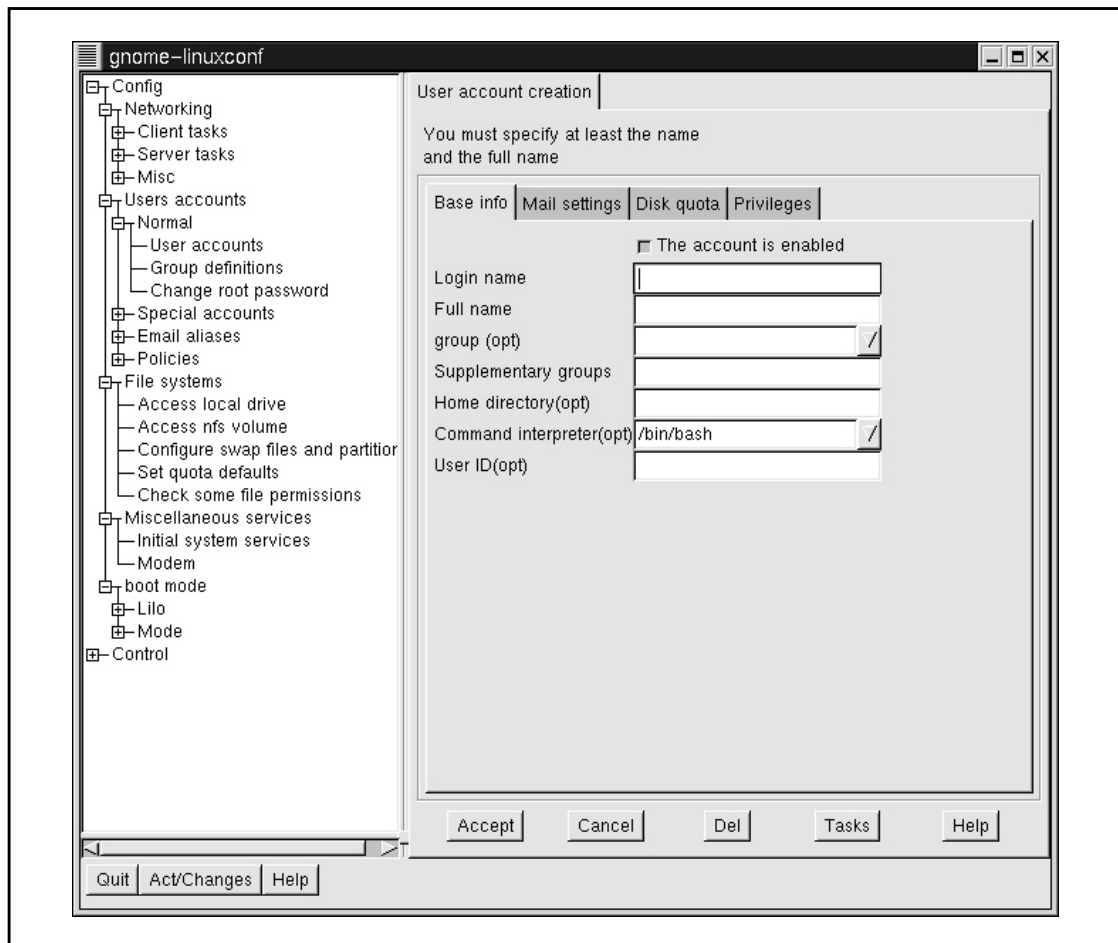 gnome-linuxconf
Config
Networking
Client tasks
Server tasks
Misc
Users accounts
Normal
User accounts
Group definitions
Change root password
Special accounts
Email aliases
Policies
File systems
Access local drive
Access nfs volume
Configure swap files and partition
Set quota defaults
Check some file permissions
Miscellaneous services
Initial system services
Modem
boot mode
Lilo
Mode
Control
User account creation
You must specify at least the name
and the full name
Base info Mail settings Disk quota Privileges
The account is enabled
Login name
Full name
group (opt)
Supplementary groups
Home directory(opt)
Command interpreter(opt) /bin/bash
User ID(opt)
Accept Cancel Del Tasks Help
Quit Act/Changes Help